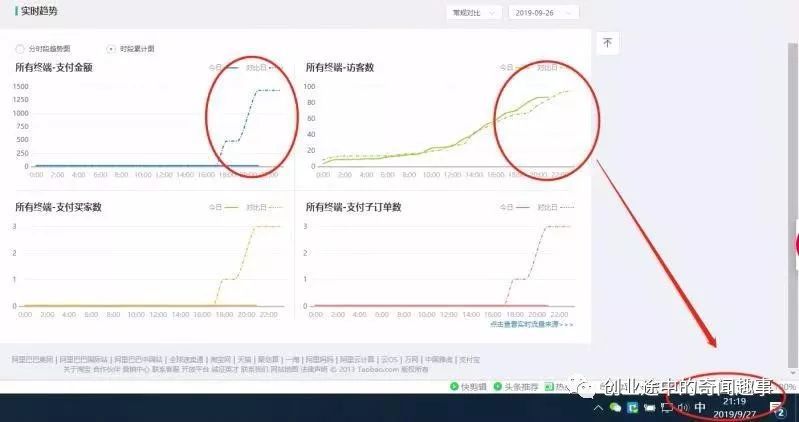 实时趋势
常规对比 2019-09-26
分时段趋势图 时段累计图
不
所有终端-支付金额 今日 对比日
1500
1250
1000
750
500
250
0
0:00 2:00 4:00 6:00 8:00 10:00 12:00 14:00 16:00 18:00 20:00 22:00
所有终端-访客数 今日 对比日
100
80
60
40
20
0
0:00 2:00 4:00 6:00 8:00 10:00 12:00 14:00 16:00 18:00 20:00 22:00
所有终端-支付买家数 今日 对比日
3
2
1
0
0:00 2:00 4:00 6:00 8:00 10:00 12:00 14:00 16:00 18:00 20:00 22:00
所有终端-支付子订单数 今日 对比日
3
2
1
0
0:00 2:00 4:00 6:00 8:00 10:00 12:00 14:00 16:00 18:00 20:00 22:00
点击查看实时流量来源>>>
阿里巴巴集团 | 阿里巴巴国际站 | 阿里巴巴中国站 | 全球速卖通 | 淘宝网 | 天猫 | 聚划算 | 一淘 | 阿里妈妈 | 阿里云计算 | 云OS | 万网 | 中国雅虎 | 支付宝
关于淘宝 合作伙伴 营销中心 联系客服 开放平台 诚征英才 联系我们 网站地图 法律声明 © 2013 Taobao.com 版权所有
快剪辑 头条推荐
创业途中的奇闻趣事
中 21:19
2019/9/27
2